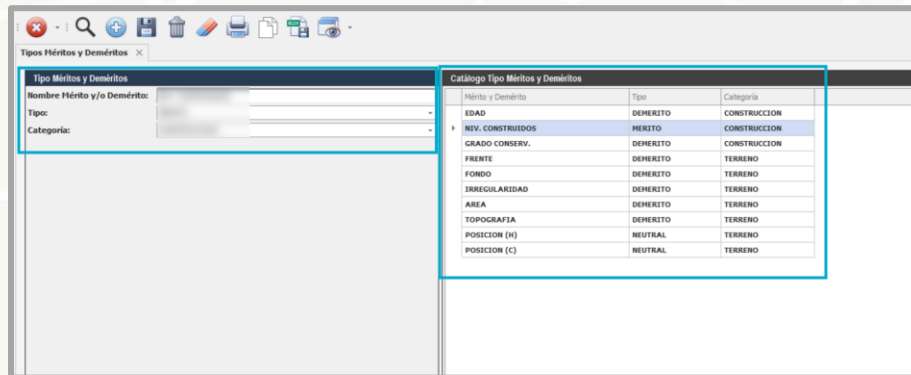 Tipos Méritos y Deméritos
Tipo Méritos y Deméritos
Nombre Mérito y/o Demérito:
Tipo:
Categoría:
Catálogo Tipo Méritos y Deméritos
Mérito y Demérito Tipo Categoría
EDAD DEMERITO CONSTRUCCION
NIV. CONSTRUIDOS MERITO CONSTRUCCION
GRADO CONSERV. DEMERITO CONSTRUCCION
FRENTE DEMERITO TERRENO
FONDO DEMERITO TERRENO
IRREGULARIDAD DEMERITO TERRENO
AREA DEMERITO TERRENO
TOPOGRAFIA DEMERITO TERRENO
POSICION (H) NEUTRAL TERRENO
POSICION (C) NEUTRAL TERRENO